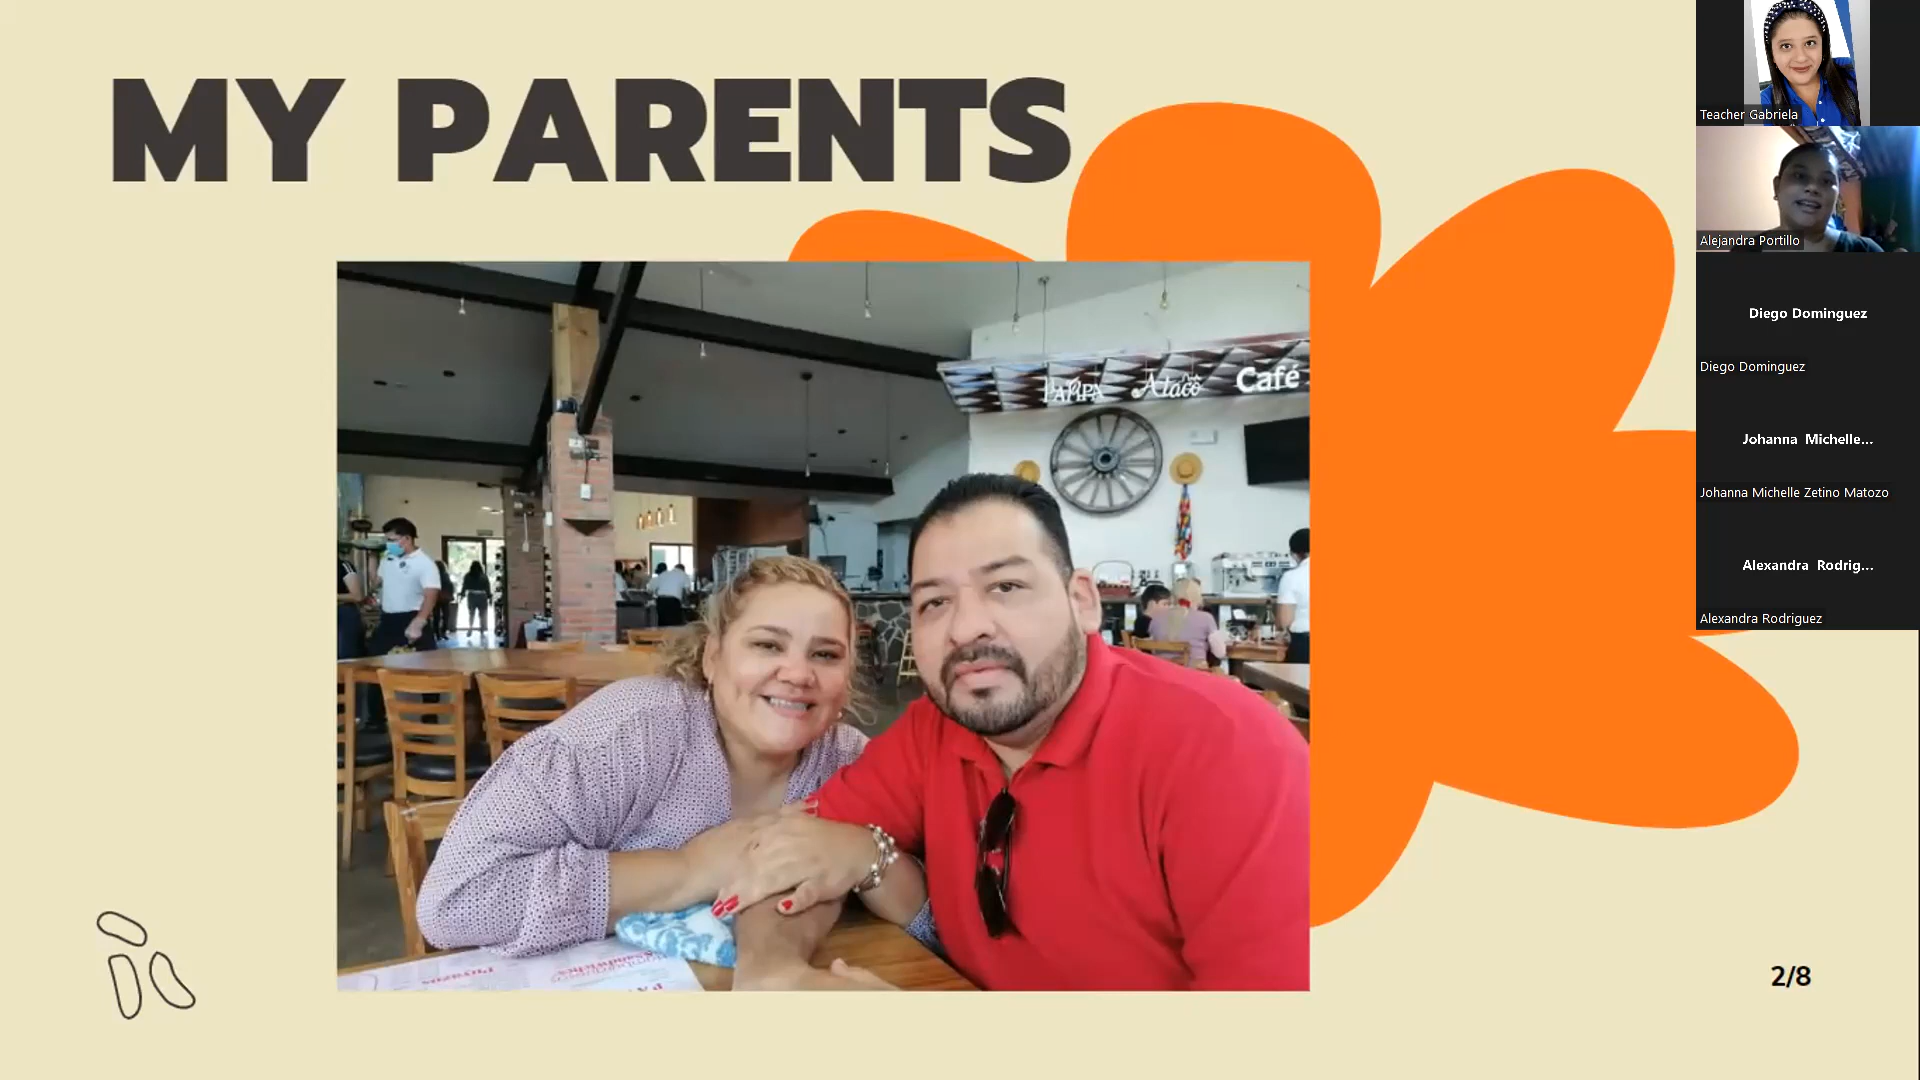 MY PARENTS
PAMPA Ataco Café
2/8
Teacher Gabriela
Alejandra Portillo
Diego Dominguez
Diego Dominguez
Johanna Michelle...
Johanna Michelle Zetino Matozo
Alexandra Rodrig...
Alexandra Rodriguez